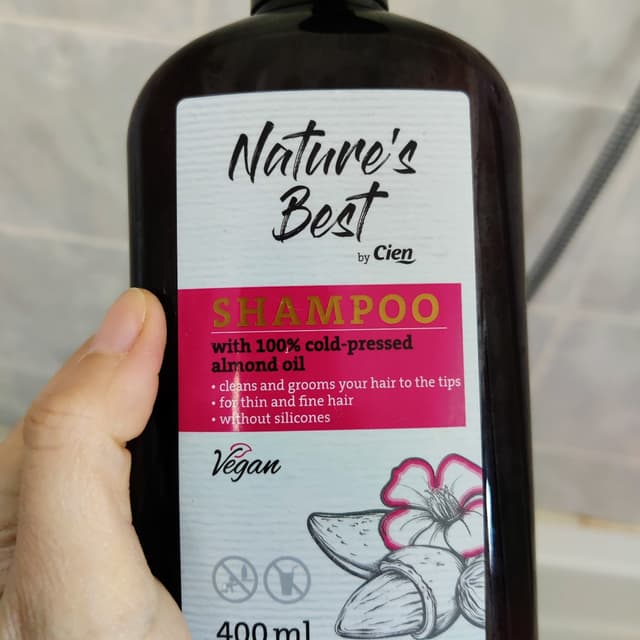 Nature's
Best
by Cien
SHAMPOO
with 100% cold-pressed
almond oil
• cleans and grooms your hair to the tips
• for thin and fine hair
• without silicones
Vegan
400 ml